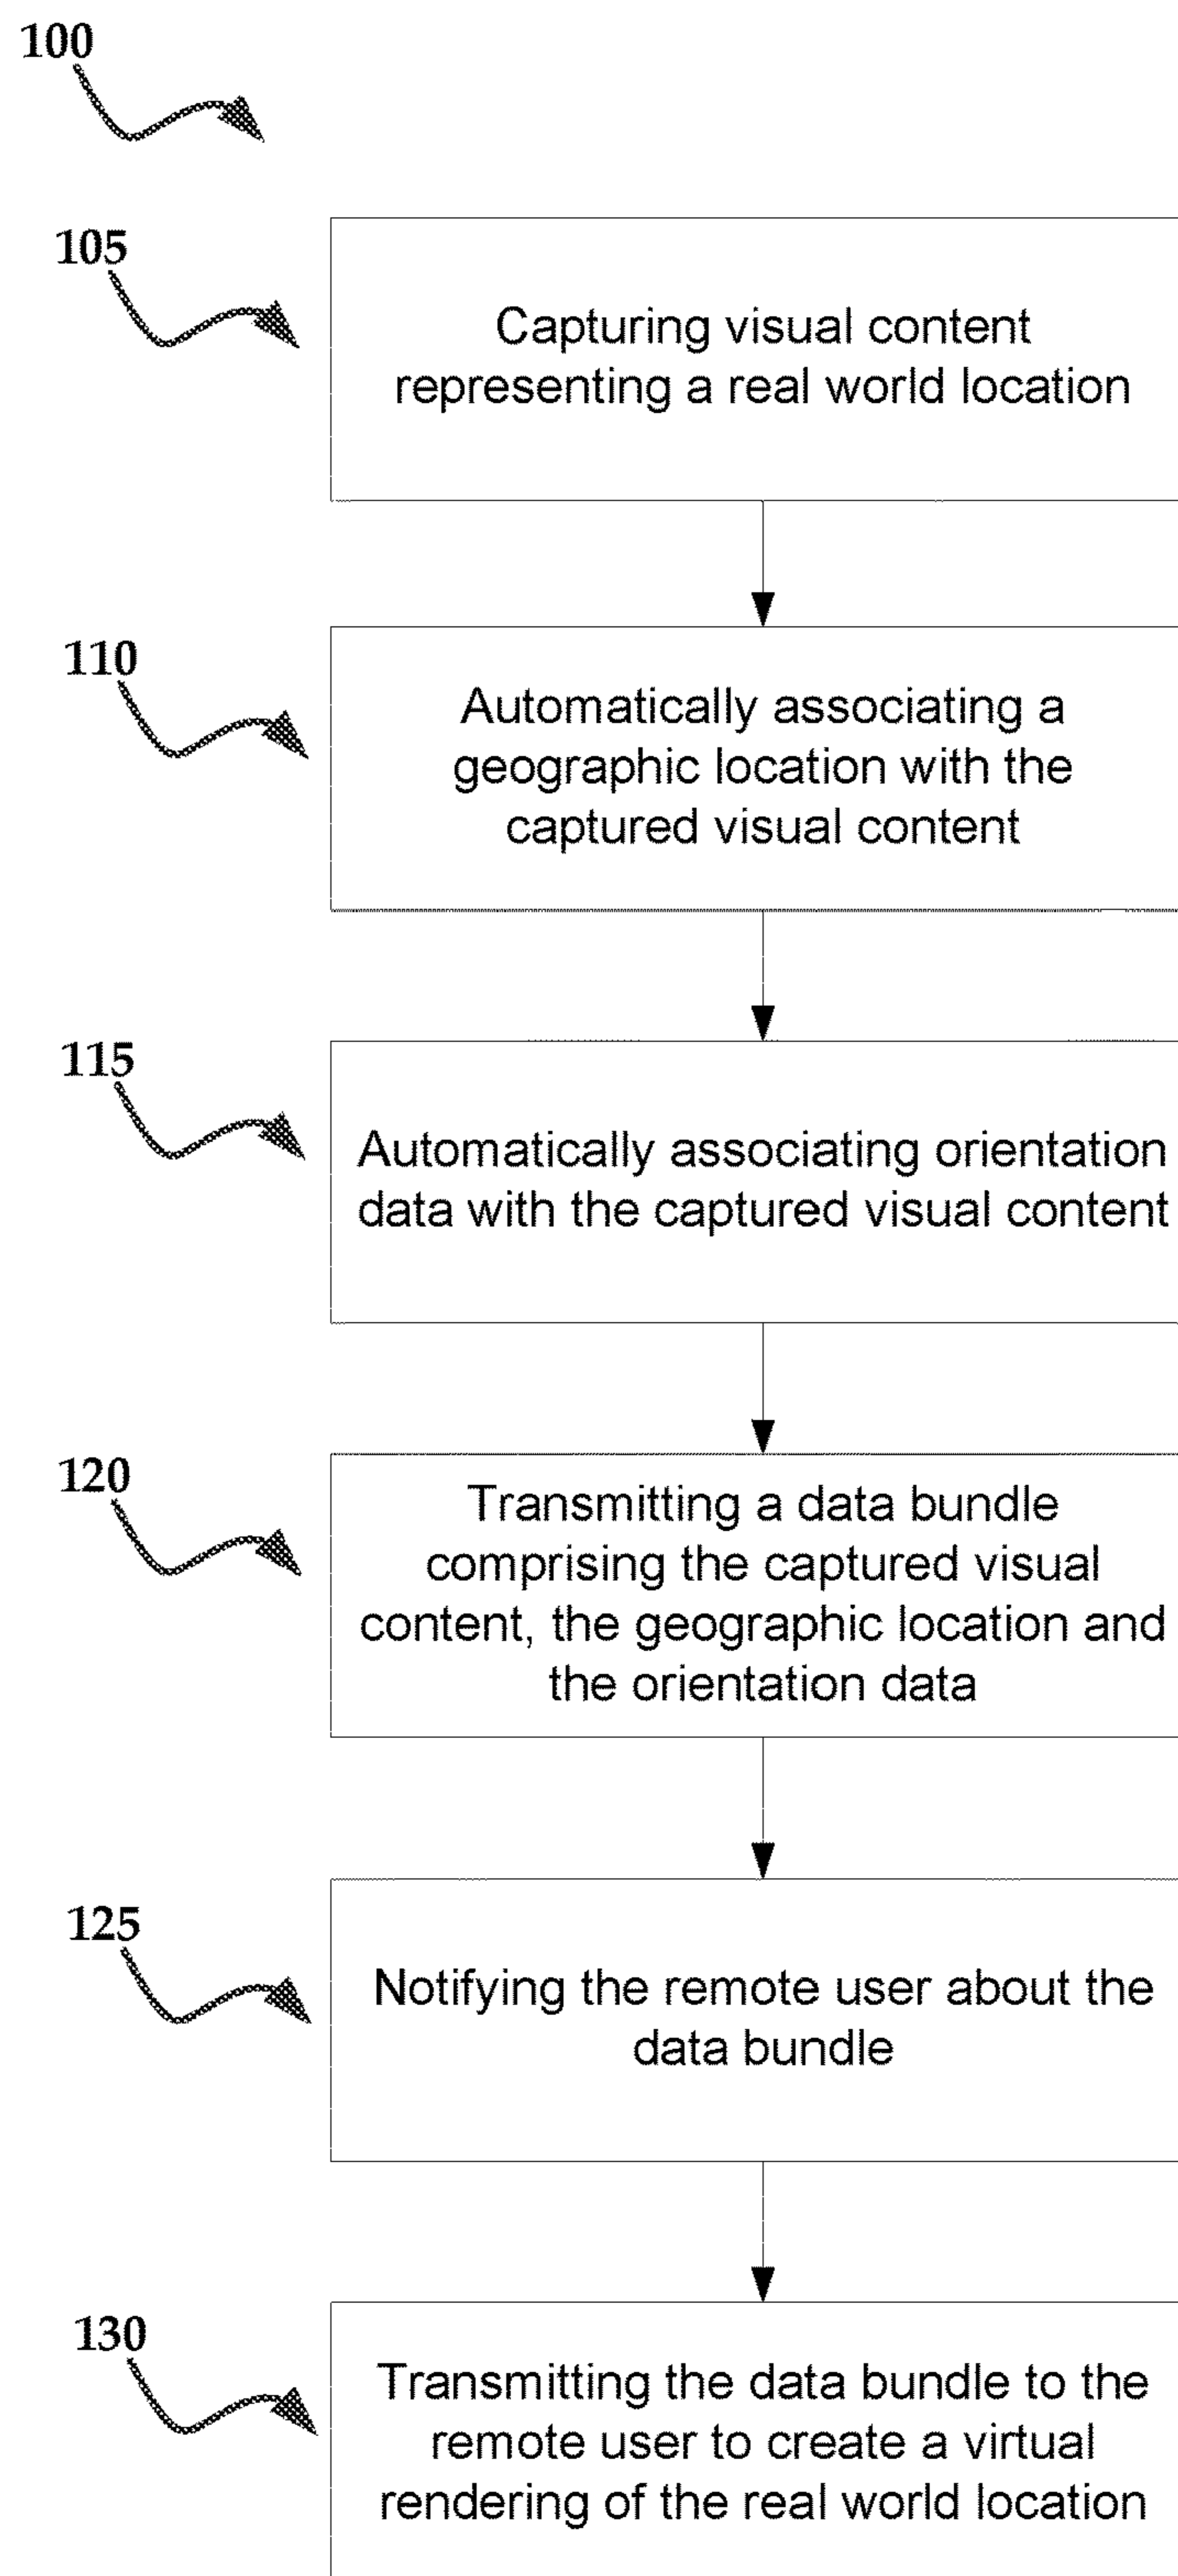 100
105
Capturing visual content
representing a real world location
110
Automatically associating a
geographic location with the
captured visual content
115
Automatically associating orientation
data with the captured visual content
120
Transmitting a data bundle
comprising the captured visual
content, the geographic location and
the orientation data
125
Notifying the remote user about the
data bundle
130
Transmitting the data bundle to the
remote user to create a virtual
rendering of the real world location